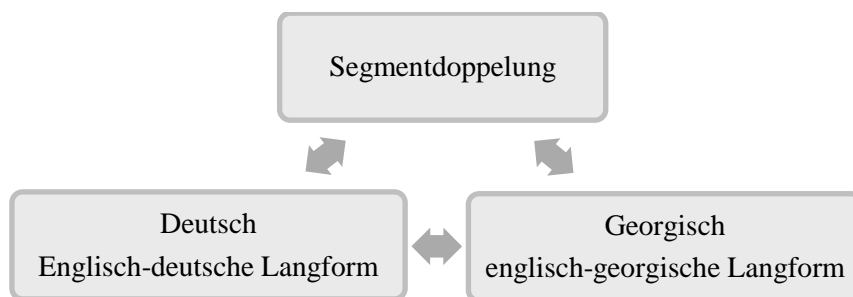 Segmentdoppelung
Deutsch
Englisch-deutsche Langform
Georgisch
englisch-georgische Langform